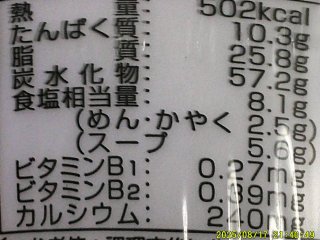 熱量 502kcal
たんぱく質: 10.3g
脂質: 25.8g
炭水化物: 57.2g
食塩相当量: 8.1g
(めん・かやく 2.5g)
(スープ 5.6g)
ビタミンB1: 0.27mg
ビタミンB2: 0.39mg
カルシウム: 240mg